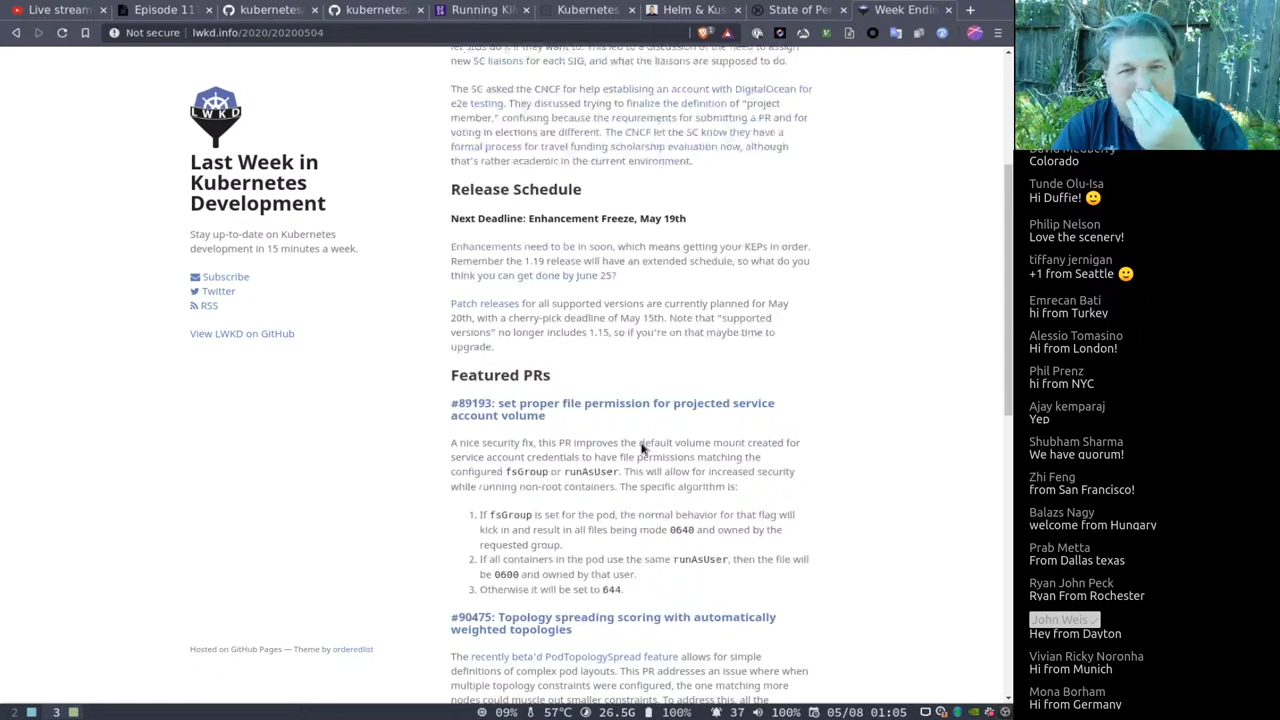 Live stream
Episode 11
kubernetes
kubernetes/
Running KI
Kubernetes
Helm & Kus
State of Pe
Week Endin
Not secure | lwkd.info/2020/20200504
LWKD
Last Week in
Kubernetes
Development
Stay up-to-date on Kubernetes
development in 15 minutes a week.
Subscribe
Twitter
RSS
View LWKD on GitHub
Hosted on GitHub Pages — Theme by orderedlist
new SC liaisons for each SIG, and what the liaisons are supposed to do.
The SC asked the CNCF for help establising an account with DigitalOcean for
e2e testing. They discussed trying to finalize the definition of "project
member," confusing because the requirements for submitting a PR and for
voting in elections are different. The CNCF let the SC know they have a
formal process for travel funding scholarship evaluation now, although
that's rather academic in the current environment.
Release Schedule
Next Deadline: Enhancement Freeze, May 19th
Enhancements need to be in soon, which means getting your KEPs in order.
Remember the 1.19 release will have an extended schedule, so what do you
think you can get done by June 25?
Patch releases for all supported versions are currently planned for May
20th, with a cherry-pick deadline of May 15th. Note that "supported
versions" no longer includes 1.15, so if you're on that maybe time to
upgrade.
Featured PRs
#89193: set proper file permission for projected service
account volume
A nice security fix, this PR improves the default volume mount created for
service account credentials to have file permissions matching the
configured fsGroup or runAsUser. This will allow for increased security
while running non-root containers. The specific algorithm is:
1. If fsGroup is set for the pod, the normal behavior for that flag will
kick in and result in all files being mode 0640 and owned by the
requested group.
2. If all containers in the pod use the same runAsUser, then the file will
be 0600 and owned by that user.
3. Otherwise it will be set to 644.
#90475: Topology spreading scoring with automatically
weighted topologies
The recently beta'd PodTopologySpread feature allows for simple
definitions of complex pod layouts. This PR addresses an issue where when
multiple topology constraints were configured, the one matching more
nodes could muscle out smaller constraints. To address this, all the
Colorado
Tunde Olu-Isa
Hi Duffie! 🙂
Philip Nelson
Love the scenery!
tiffany jernigan
+1 from Seattle 🙂
Emrecan Bati
hi from Turkey
Alessio Tomasino
Hi from London!
Phil Prenz
hi from NYC
Ajay kemparaj
Yep
Shubham Sharma
We have quorum!
Zhi Feng
from San Francisco!
Balazs Nagy
welcome from Hungary
Prab Metta
From Dallas texas
Ryan John Peck
Ryan From Rochester
John Weis ✓
Hey from Dayton
Vivian Ricky Noronha
Hi from Munich
Mona Borham
Hi from Germany
2 3 09% 57°C 26.5G 100% 37 100% 05/08 01:05